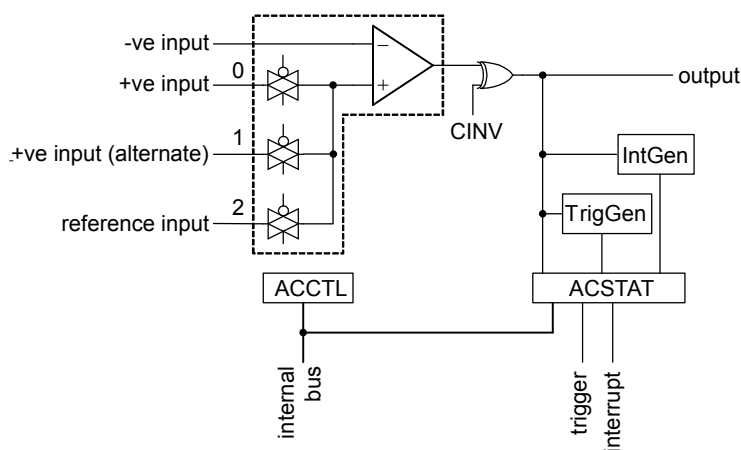 -ve input
+ve input
0
+ve input (alternate)
1
reference input
2
−
+
CINV
output
IntGen
TrigGen
ACCTL
ACSTAT
internal
bus
trigger
interrupt